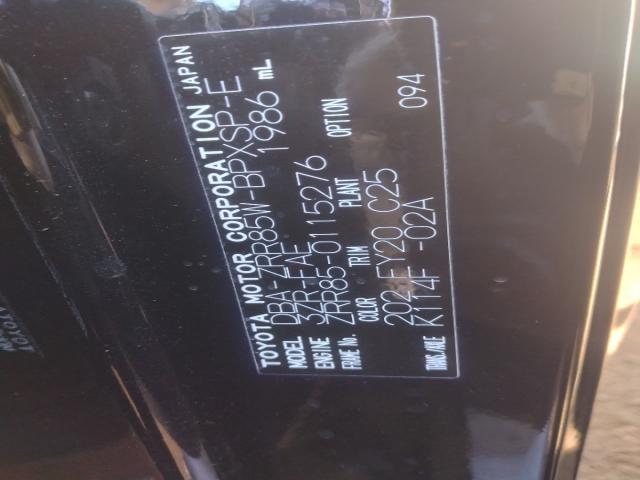 TOYOTA MOTOR CORPORATION JAPAN
MODEL DBA-ZRR85W-BPXSP-E
ENGINE 3ZR-FAE 1986 mL
FRAME No. ZRR85-0115276
COLOR TRIM PLANT OPTION
202 FY20 C25
TRANS./AXLE K114F -02A 094